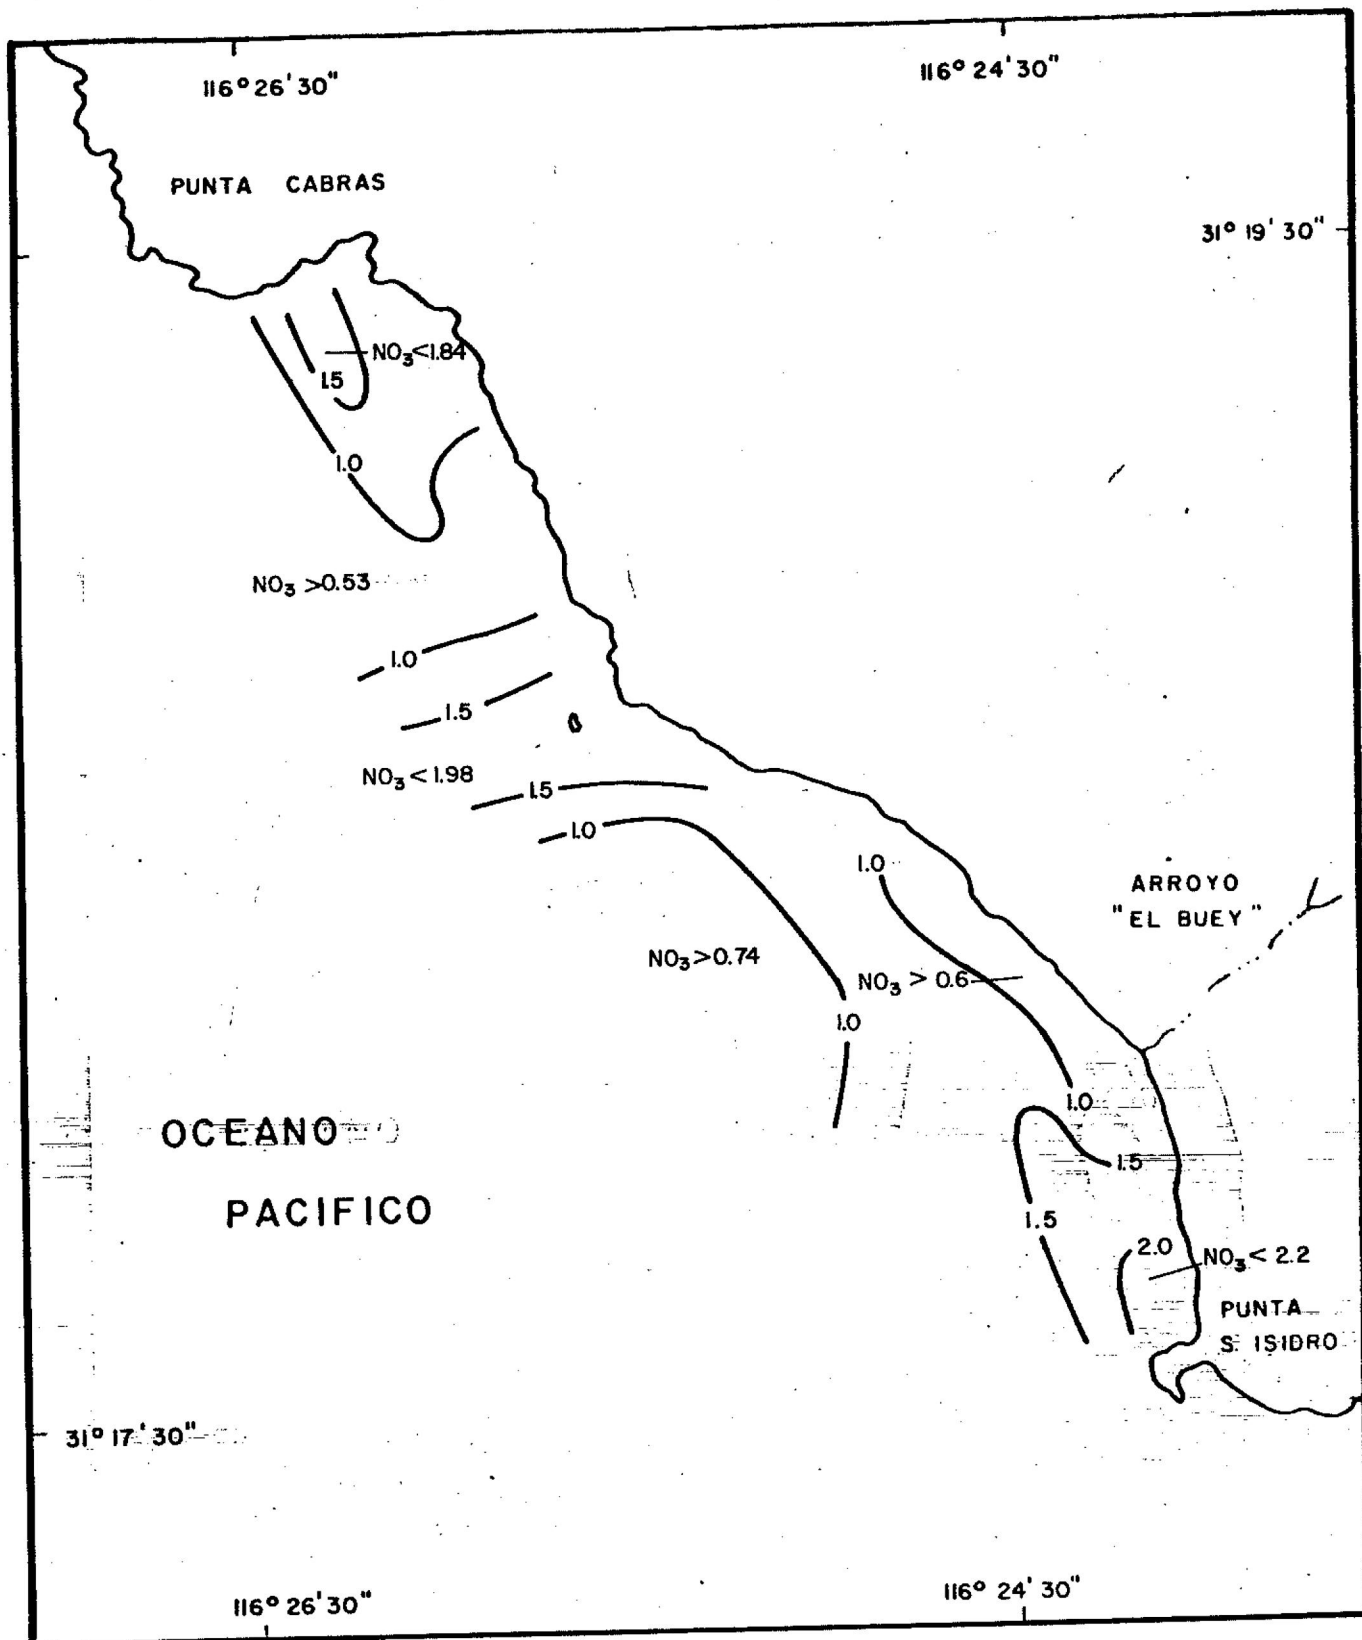 116° 26' 30"
116° 24' 30"
PUNTA CABRAS
31° 19' 30"
NO₃<1.84
1.5
1.0
NO₃ >0.53
1.0
1.5
NO₃ < 1.98
1.5
1.0
1.0
ARROYO
"EL BUEY"
NO₃>0.74
NO₃ > 0.6
1.0
1.0
OCEANO
1.5
PACIFICO
1.5
2.0
NO₃< 2.2
PUNTA
S. ISIDRO
31° 17' 30"
116° 24' 30"
116° 26' 30"